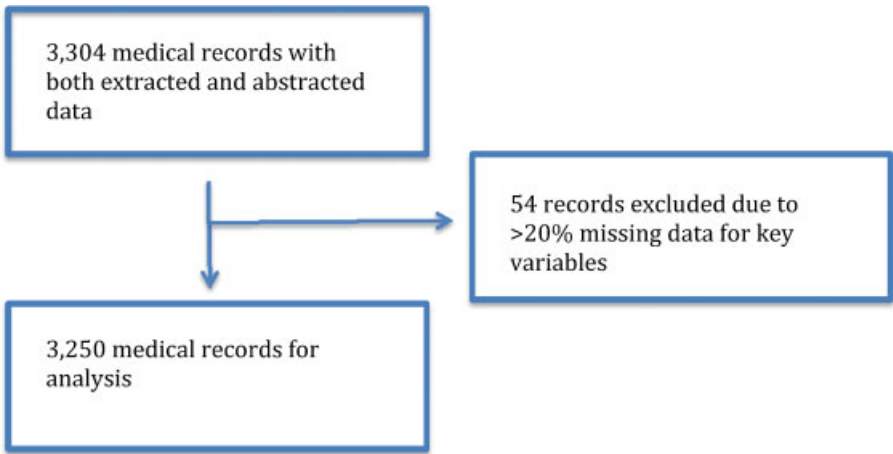 3,304 medical records with
both extracted and abstracted
data
54 records excluded due to
>20% missing data for key
variables
3,250 medical records for
analysis